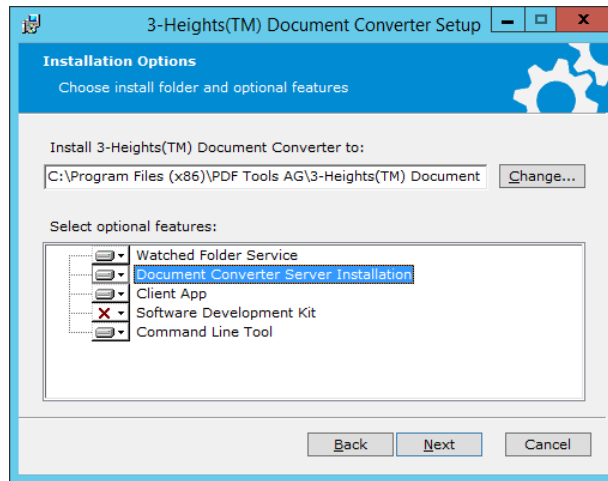 3-Heights(TM) Document Converter Setup
Installation Options
Choose install folder and optional features
Install 3-Heights(TM) Document Converter to:
C:\Program Files (x86)\PDF Tools AG\3-Heights(TM) Document
Change...
Select optional features:
Watched Folder Service
Document Converter Server Installation
Client App
Software Development Kit
Command Line Tool
Back Next Cancel